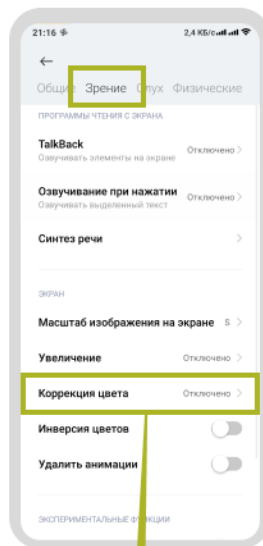 21:16
2,4 КБ/с
Общие Зрение Слух Физические
ПРОГРАММЫ ЧТЕНИЯ С ЭКРАНА
TalkBack
Озвучивать элементы на экране
Отключено
Озвучивание при нажатии
Озвучивать выделенный текст
Отключено
Синтез речи
ЭКРАН
Масштаб изображения на экране S
Увеличение Отключено
Коррекция цвета Отключено
Инверсия цветов
Удалить анимации
ЭКСПЕРИМЕНТАЛЬНЫЕ ФУНКЦИИ